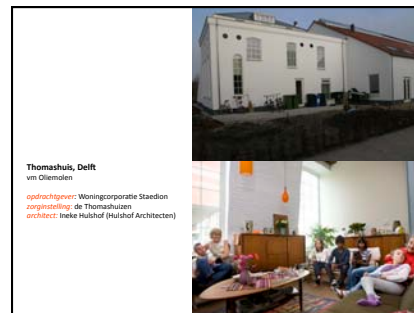 Thomashuis, Delft
vm Oliemolen
opdrachtgever: Woningcorporatie Staedion
zorginstelling: de Thomashuizen
architect: Ineke Hulshof (Hulshof Architecten)